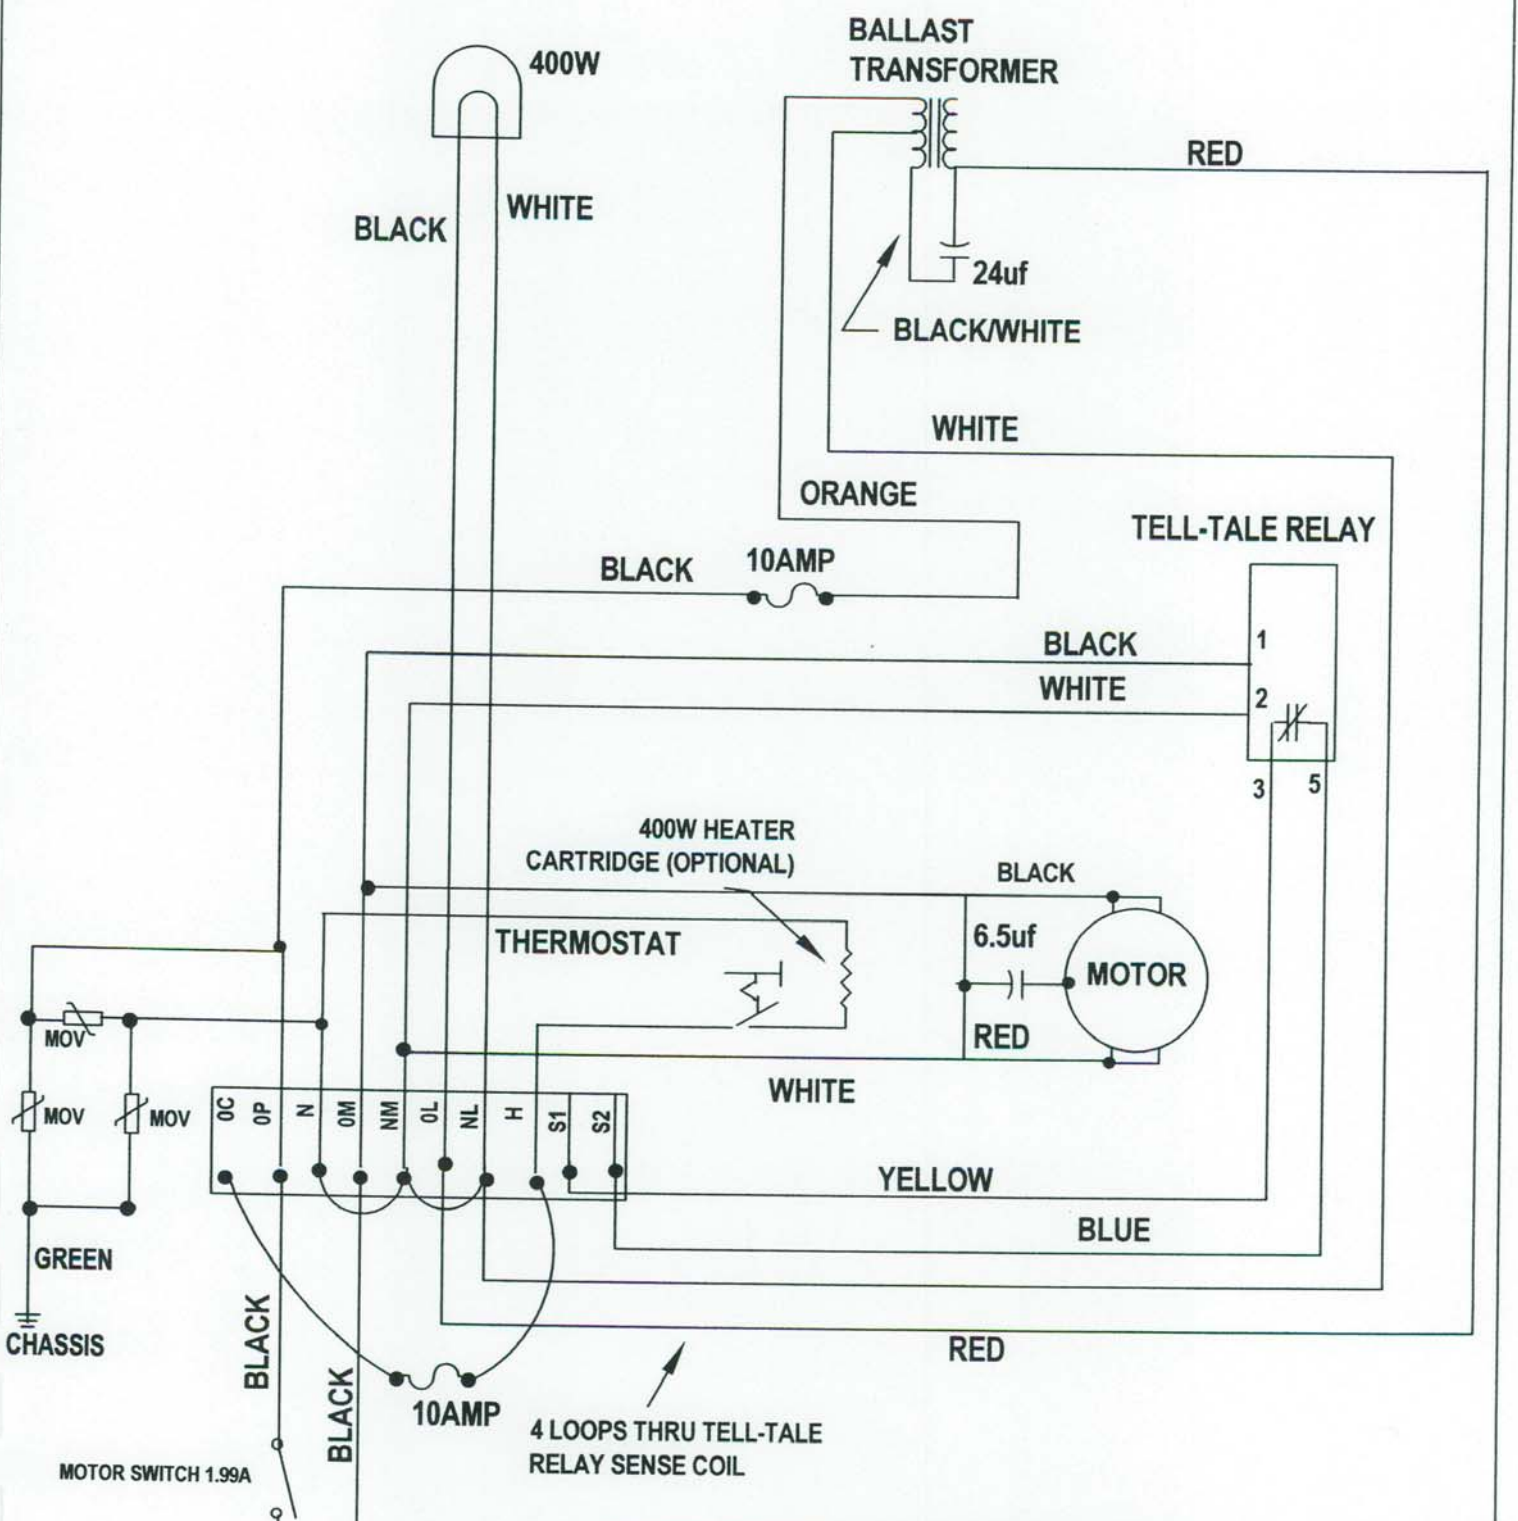 BALLAST
TRANSFORMER
400W
RED
WHITE
BLACK
24uf
BLACK/WHITE
WHITE
ORANGE
TELL-TALE RELAY
10AMP
BLACK
1
BLACK
WHITE
2
3
5
400W HEATER
CARTRIDGE (OPTIONAL)
BLACK
THERMOSTAT
6.5uf
MOTOR
MOV
RED
WHITE
MOV
MOV
0C
0P
N
0M
NM
0L
NL
H
S1
S2
YELLOW
BLUE
GREEN
CHASSIS
BLACK
BLACK
RED
10AMP
4 LOOPS THRU TELL-TALE
RELAY SENSE COIL
MOTOR SWITCH 1.99A